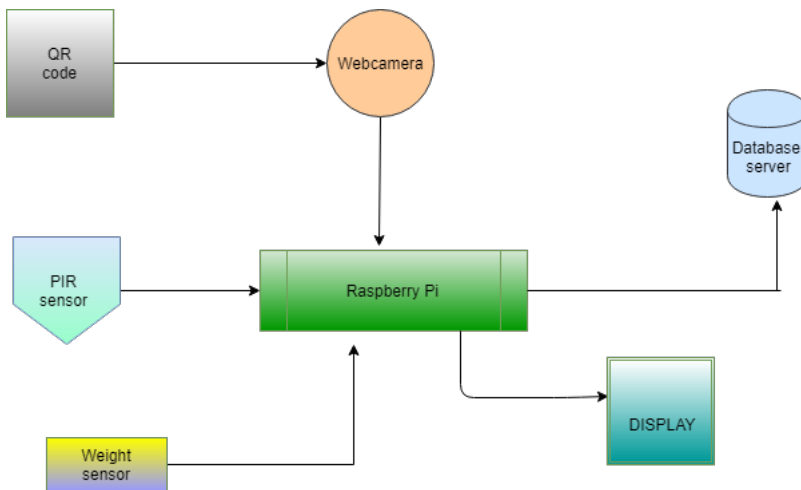 QR
code
Webcamera
Database
server
PIR
sensor
Raspberry Pi
DISPLAY
Weight
sensor